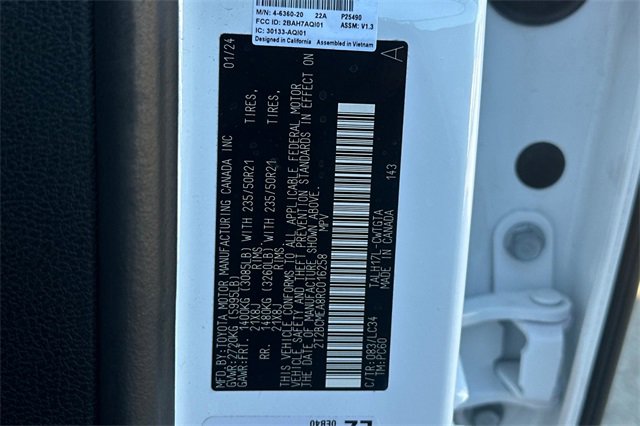 M/N: 4-6360-20 22A P25490
FCC ID: 2BAH7AQI01 ASSM: V1.3
IC: 30133-AQI01
Designed in California Assembled in Vietnam
MFD.BY:TOYOTA MOTOR MANUFACTURING CANADA INC 01/24
GVWR:2720KG (5995LB)
GAWR:FRT. 1400KG (3085LB) WITH 235/50R21 TIRES,
21X8J RIMS,
RR. 1480KG (3260LB) WITH 235/50R21 TIRES,
21X8J RIMS,
THIS VEHICLE CONFORMS TO ALL APPLICABLE FEDERAL MOTOR
VEHICLE SAFETY AND THEFT PREVENTION STANDARDS IN EFFECT ON
THE DATE OF MANUFACTURE SHOWN ABOVE.
2T2BCMEA8RC016258 MPV
C/TR:083/LC34 TALH17L-CWTGTA
TM:PC60 MADE IN CANADA 143
A
0EB40